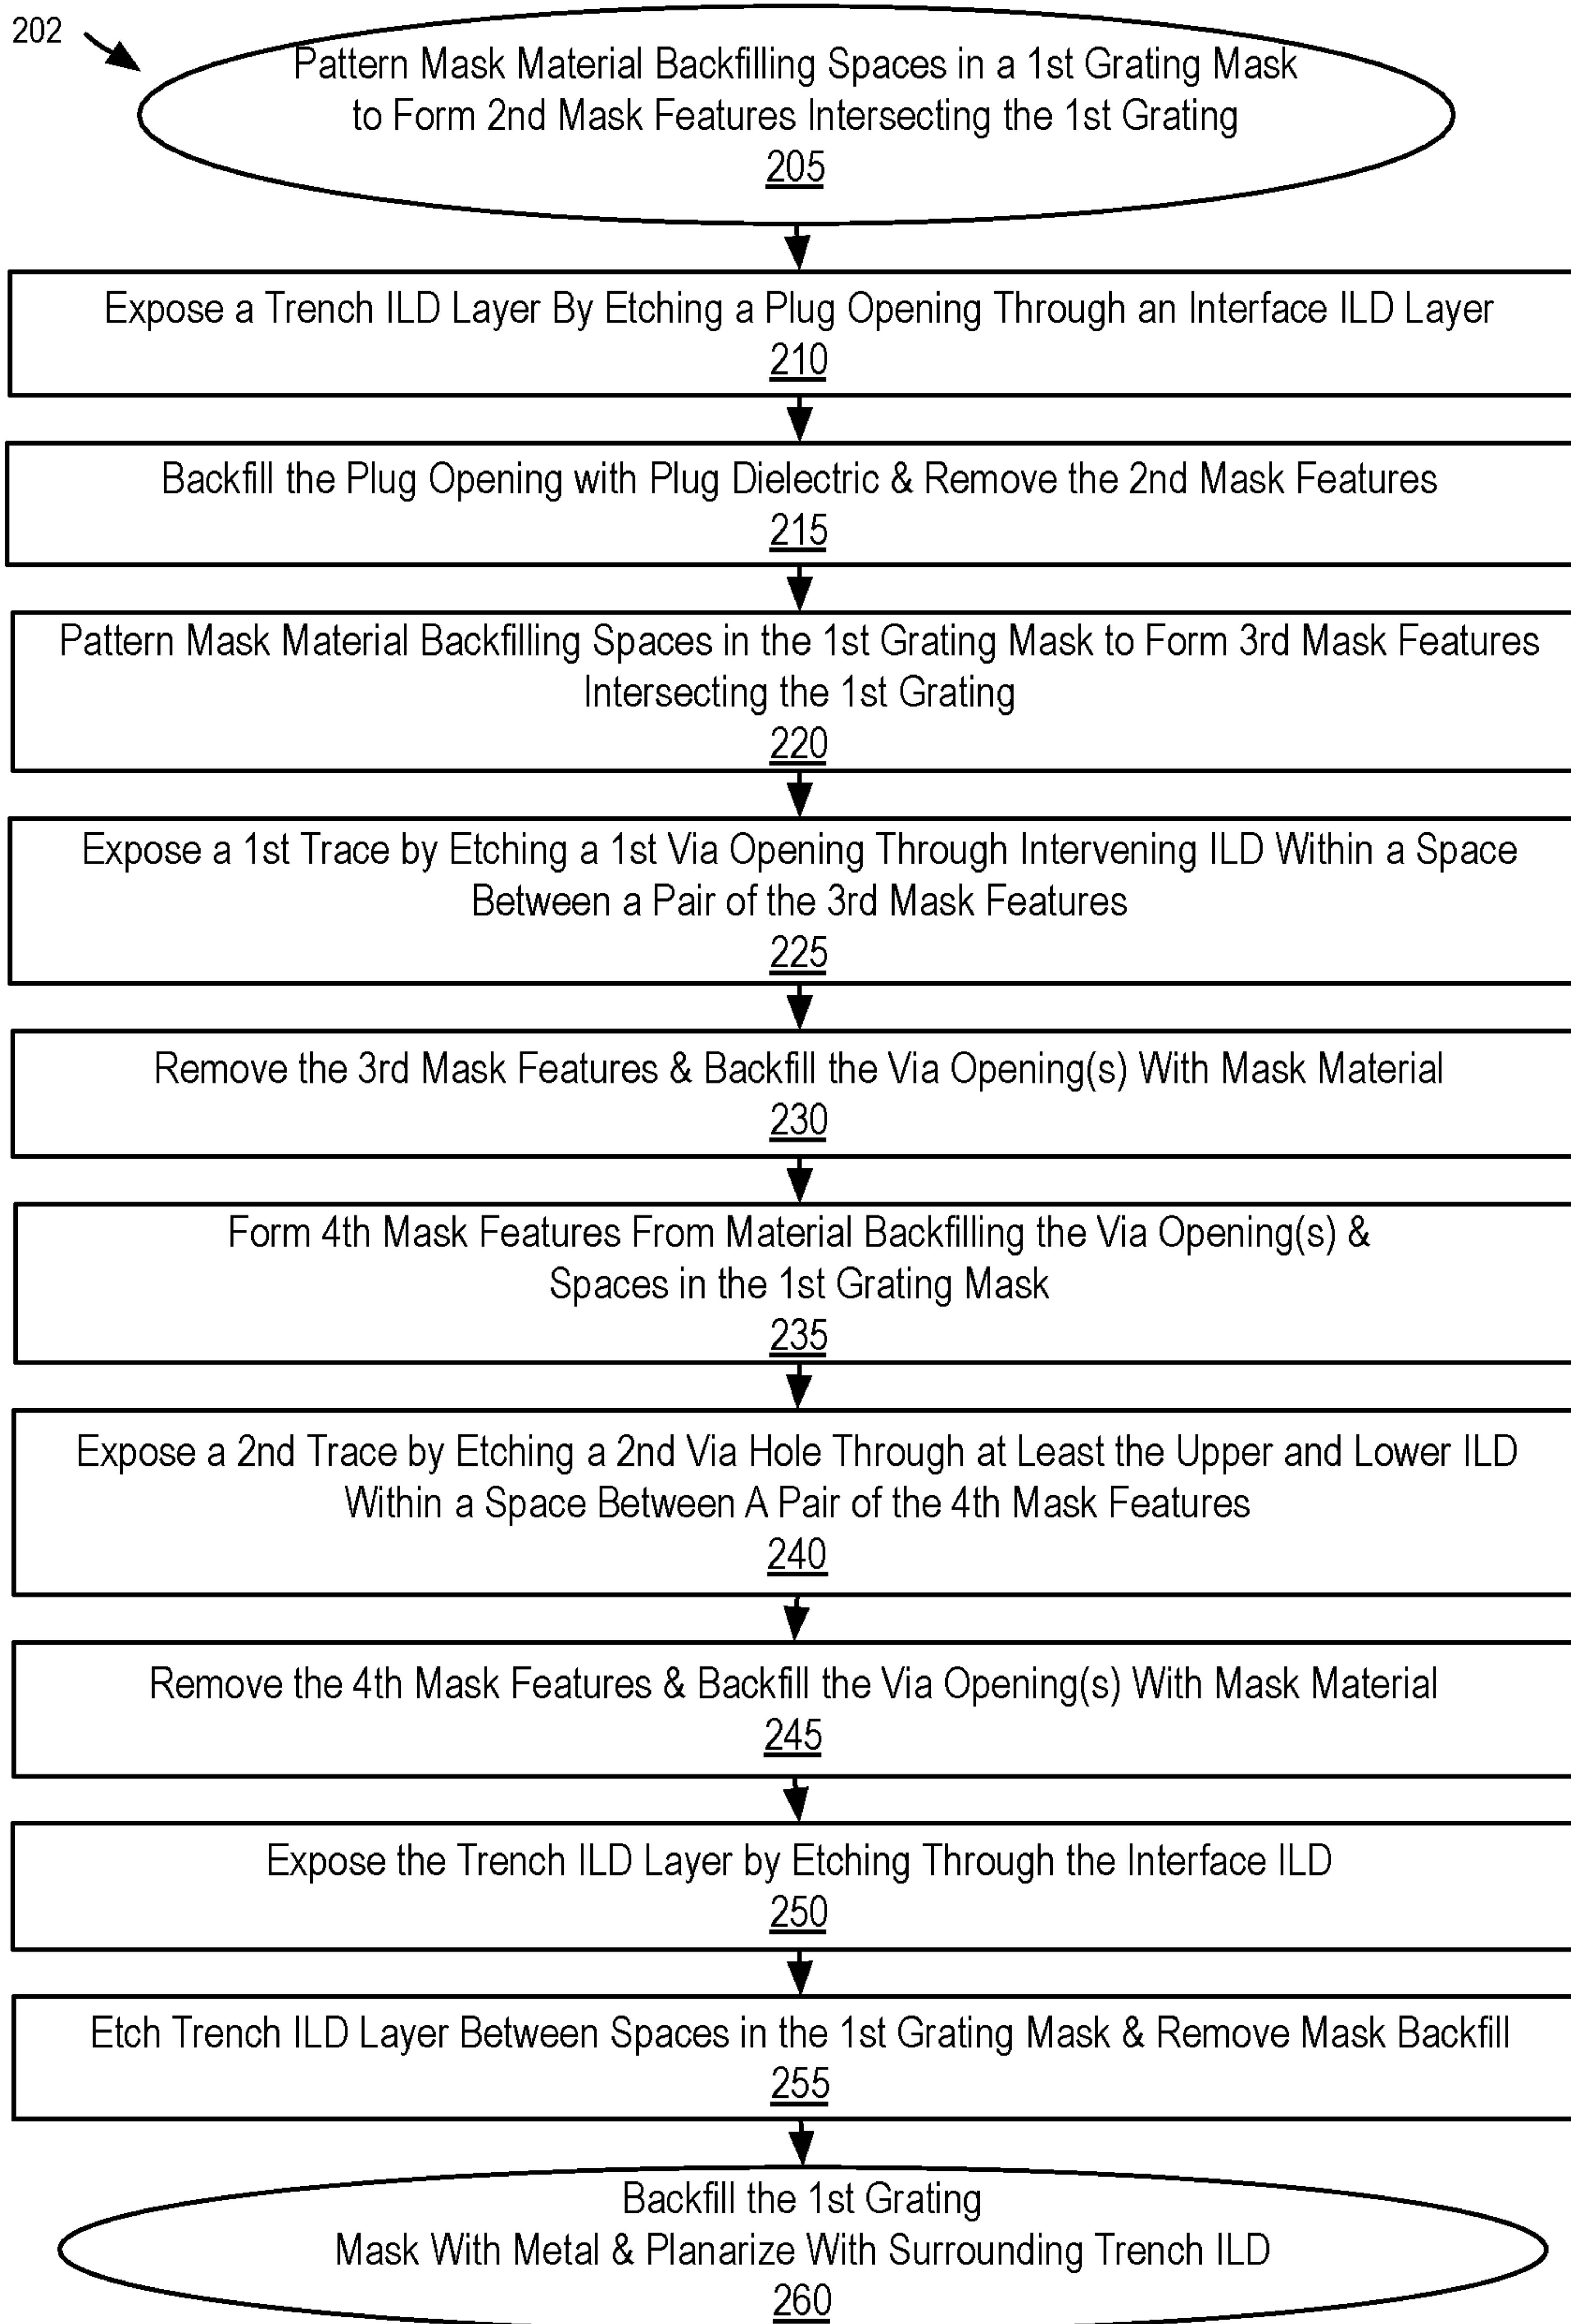 202
Pattern Mask Material Backfilling Spaces in a 1st Grating Mask
to Form 2nd Mask Features Intersecting the 1st Grating
205
Expose a Trench ILD Layer By Etching a Plug Opening Through an Interface ILD Layer
210
Backfill the Plug Opening with Plug Dielectric & Remove the 2nd Mask Features
215
Pattern Mask Material Backfilling Spaces in the 1st Grating Mask to Form 3rd Mask Features
Intersecting the 1st Grating
220
Expose a 1st Trace by Etching a 1st Via Opening Through Intervening ILD Within a Space
Between a Pair of the 3rd Mask Features
225
Remove the 3rd Mask Features & Backfill the Via Opening(s) With Mask Material
230
Form 4th Mask Features From Material Backfilling the Via Opening(s) &
Spaces in the 1st Grating Mask
235
Expose a 2nd Trace by Etching a 2nd Via Hole Through at Least the Upper and Lower ILD
Within a Space Between A Pair of the 4th Mask Features
240
Remove the 4th Mask Features & Backfill the Via Opening(s) With Mask Material
245
Expose the Trench ILD Layer by Etching Through the Interface ILD
250
Etch Trench ILD Layer Between Spaces in the 1st Grating Mask & Remove Mask Backfill
255
Backfill the 1st Grating
Mask With Metal & Planarize With Surrounding Trench ILD
260